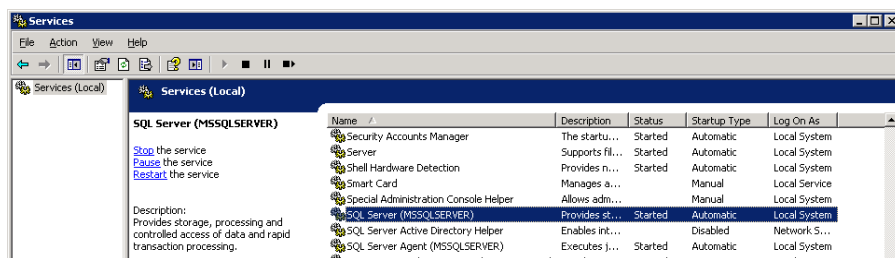 Services
File Action View Help
Services (Local)
Services (Local)
SQL Server (MSSQLSERVER)
Stop the service
Pause the service
Restart the service
Description:
Provides storage, processing and
controlled access of data and rapid
transaction processing.
Name Description Status Startup Type Log On As
Security Accounts Manager The startu... Started Automatic Local System
Server Supports fil... Started Automatic Local System
Shell Hardware Detection Provides n... Started Automatic Local System
Smart Card Manages a... Manual Local Service
Special Administration Console Helper Allows adm... Manual Local System
SQL Server (MSSQLSERVER) Provides st... Started Automatic Local System
SQL Server Active Directory Helper Enables int... Disabled Network S...
SQL Server Agent (MSSQLSERVER) Executes j... Started Automatic Local System